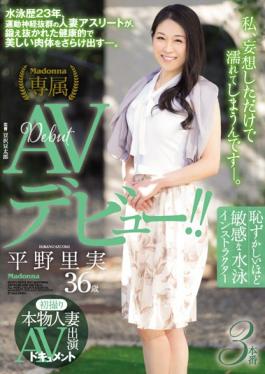 水泳歴23年、
運動神経抜群の人妻アスリートが、
鍛え抜かれた健康的で
美しい肉体をさらけ出す―。
Madonna
専属
AV
Debut
デビュー!!
平野里実
HIRANO SATOMI
Madonna
36歳
初撮り
本物人妻
出演
AV
ドキュメント
私、妄想しただけで
濡れてしまうんです―。
恥ずかしいほど
敏感な水泳
インストラクター
3本番